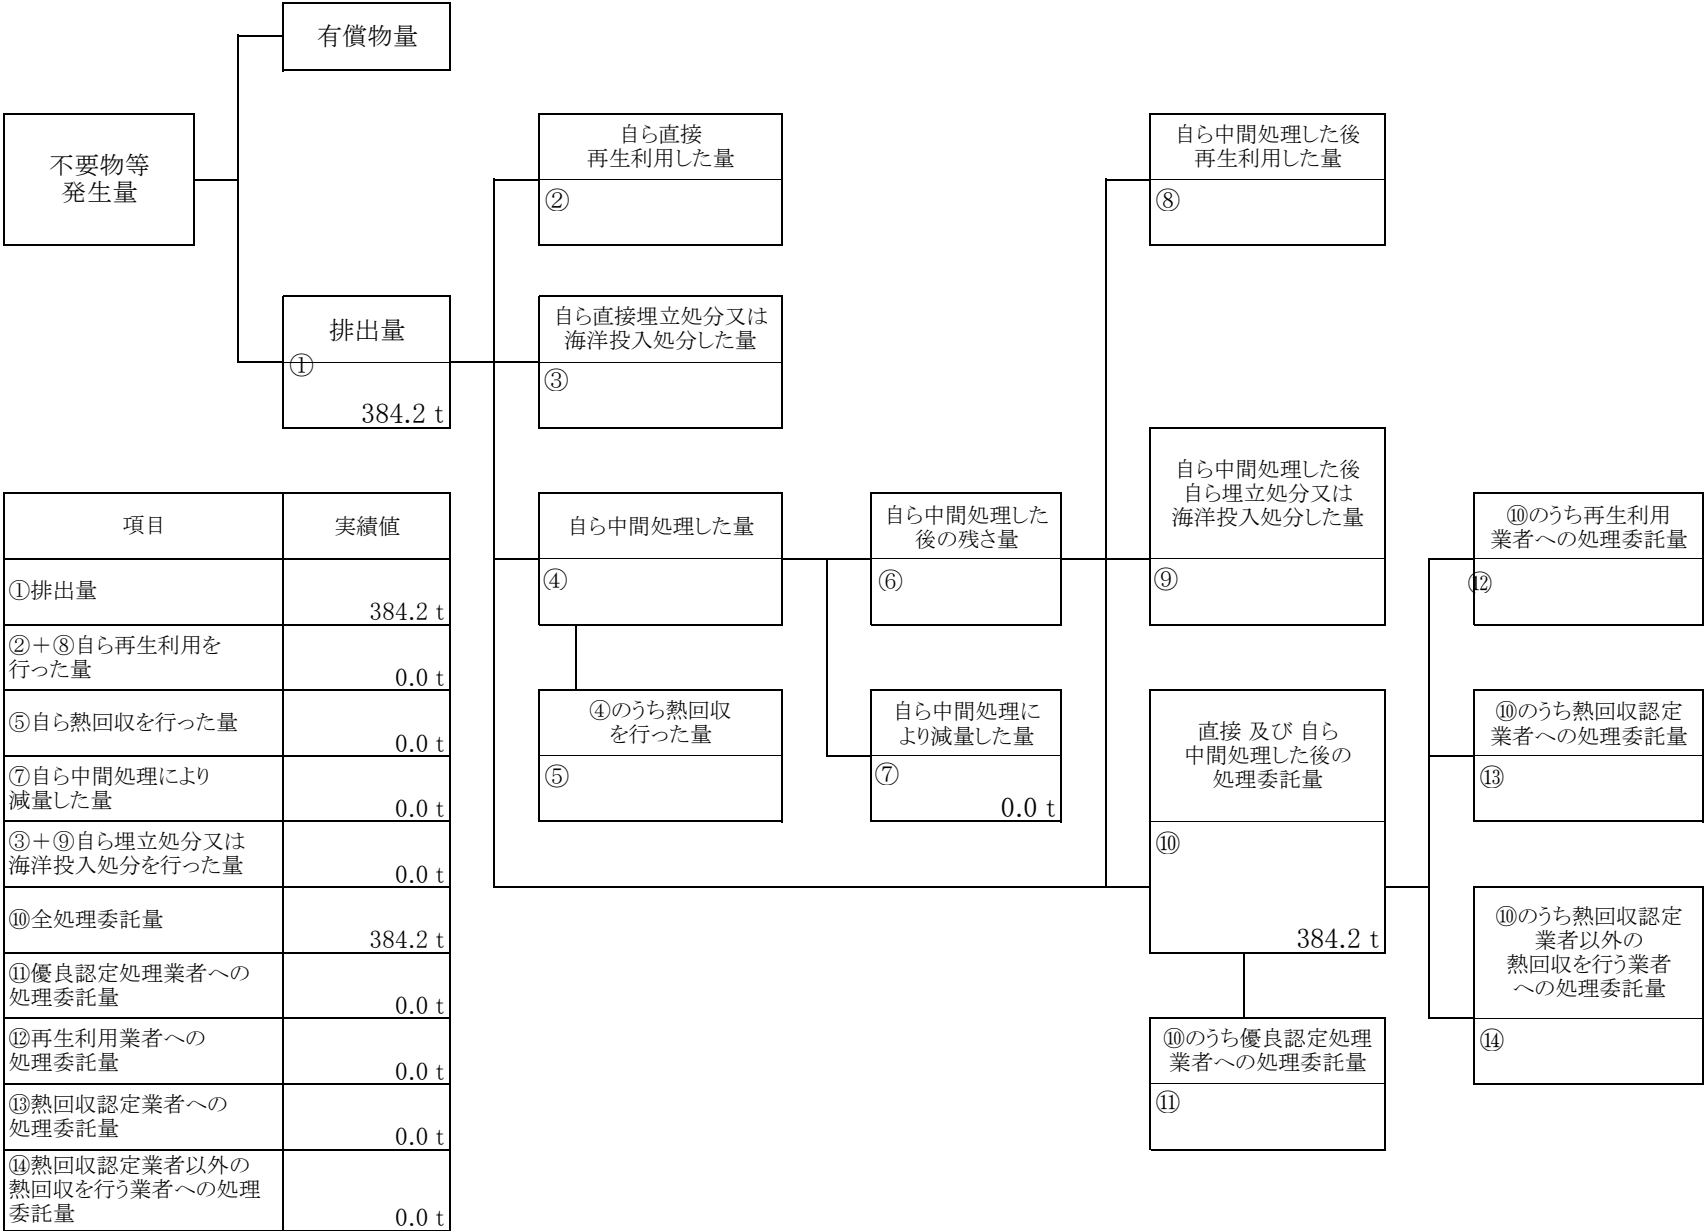 有償物量
不要物等
発生量
排出量
①
384.2 t
自ら直接
再生利用した量
②
自ら直接埋立処分又は
海洋投入処分した量
③
自ら中間処理した量
④
④のうち熱回収
を行った量
⑤
自ら中間処理した
後の残さ量
⑥
自ら中間処理に
より減量した量
⑦
0.0 t
自ら中間処理した後
再生利用した量
⑧
自ら中間処理した後
自ら埋立処分又は
海洋投入処分した量
⑨
直接 及び 自ら
中間処理した後の
処理委託量
⑩
384.2 t
⑩のうち優良認定処理
業者への処理委託量
⑪
⑩のうち再生利用
業者への処理委託量
⑫
⑩のうち熱回収認定
業者への処理委託量
⑬
⑩のうち熱回収認定
業者以外の
熱回収を行う業者
への処理委託量
⑭
項目 実績値
①排出量
384.2 t
②+⑧自ら再生利用を
行った量
0.0 t
⑤自ら熱回収を行った量
0.0 t
⑦自ら中間処理により
減量した量
0.0 t
③+⑨自ら埋立処分又は
海洋投入処分を行った量
0.0 t
⑩全処理委託量
384.2 t
⑪優良認定処理業者への
処理委託量
0.0 t
⑫再生利用業者への
処理委託量
0.0 t
⑬熱回収認定業者への
処理委託量
0.0 t
⑭熱回収認定業者以外の
熱回収を行う業者への処理
委託量
0.0 t